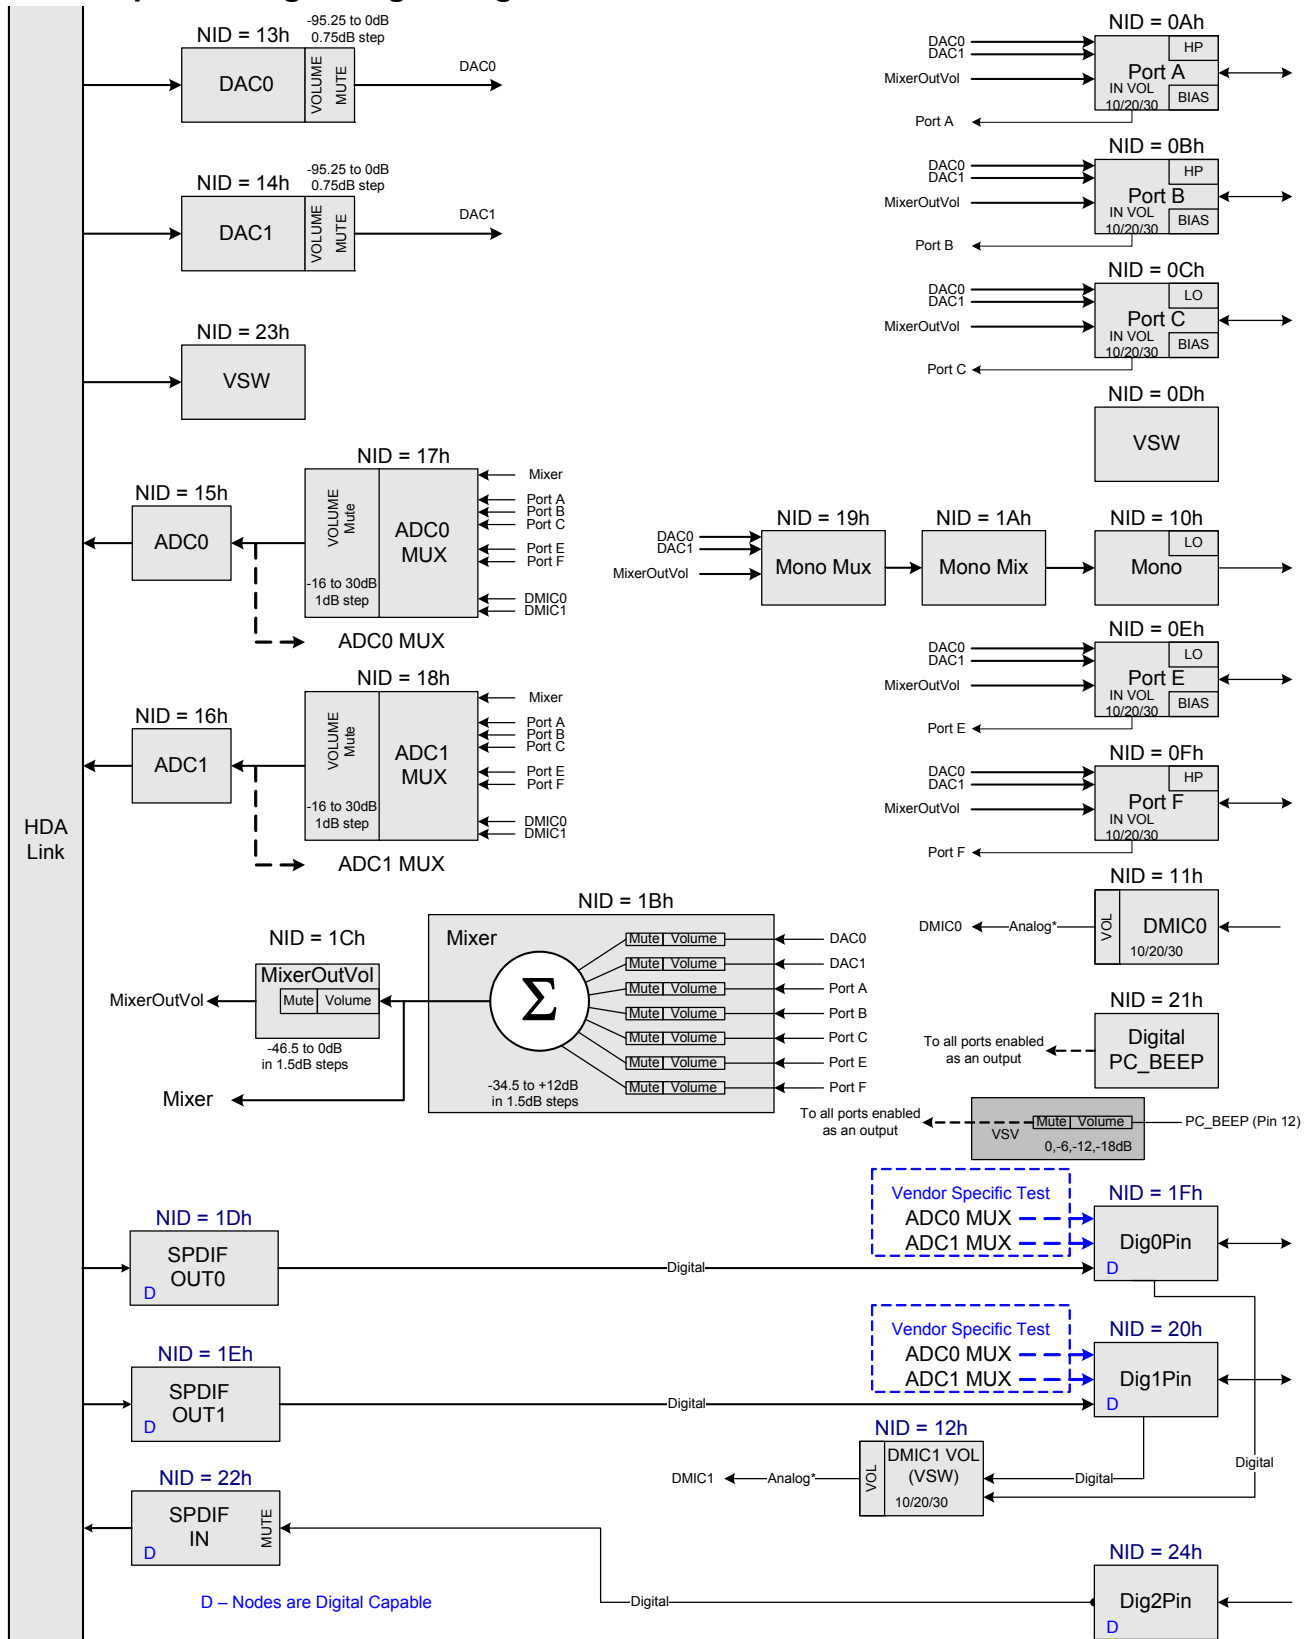 HDA
Link
NID = 13h
-95.25 to 0dB
0.75dB step
DAC0
VOLUME
MUTE
DAC0
NID = 14h
-95.25 to 0dB
0.75dB step
DAC1
VOLUME
MUTE
DAC1
NID = 23h
VSW
NID = 17h
NID = 15h
ADC0
VOLUME
Mute
-16 to 30dB
1dB step
ADC0
MUX
Mixer
Port A
Port B
Port C
Port E
Port F
DMIC0
DMIC1
ADC0 MUX
NID = 18h
NID = 16h
ADC1
VOLUME
Mute
-16 to 30dB
1dB step
ADC1
MUX
Mixer
Port A
Port B
Port C
Port E
Port F
DMIC0
DMIC1
ADC1 MUX
NID = 1Bh
Mixer
Σ
Mute Volume
DAC0
Mute Volume
DAC1
Mute Volume
Port A
Mute Volume
Port B
Mute Volume
Port C
Mute Volume
Port E
Mute Volume
Port F
-34.5 to +12dB
in 1.5dB steps
NID = 1Ch
MixerOutVol
Mute Volume
MixerOutVol
-46.5 to 0dB
in 1.5dB steps
Mixer
NID = 0Ah
DAC0
DAC1
MixerOutVol
HP
Port A
IN VOL
10/20/30
BIAS
Port A
NID = 0Bh
DAC0
DAC1
MixerOutVol
HP
Port B
IN VOL
10/20/30
BIAS
Port B
NID = 0Ch
DAC0
DAC1
MixerOutVol
LO
Port C
IN VOL
10/20/30
BIAS
Port C
NID = 0Dh
VSW
NID = 19h
NID = 1Ah
NID = 10h
DAC0
DAC1
MixerOutVol
Mono Mux
Mono Mix
LO
Mono
NID = 0Eh
DAC0
DAC1
MixerOutVol
LO
Port E
IN VOL
10/20/30
BIAS
Port E
NID = 0Fh
DAC0
DAC1
MixerOutVol
HP
Port F
IN VOL
10/20/30
Port F
NID = 11h
DMIC0
Analog*
VOL
DMIC0
10/20/30
NID = 21h
To all ports enabled
as an output
Digital
PC_BEEP
To all ports enabled
as an output
VSV
Mute Volume
0,-6,-12,-18dB
PC_BEEP (Pin 12)
NID = 1Dh
SPDIF
OUT0
D
Digital
Vendor Specific Test
ADC0 MUX
ADC1 MUX
NID = 1Fh
Dig0Pin
D
NID = 1Eh
SPDIF
OUT1
D
Digital
Vendor Specific Test
ADC0 MUX
ADC1 MUX
NID = 20h
Dig1Pin
D
NID = 12h
DMIC1
Analog*
VOL
DMIC1 VOL
(VSW)
10/20/30
Digital
Digital
NID = 22h
SPDIF
IN
MUTE
D
Digital
NID = 24h
Dig2Pin
D
D – Nodes are Digital Capable